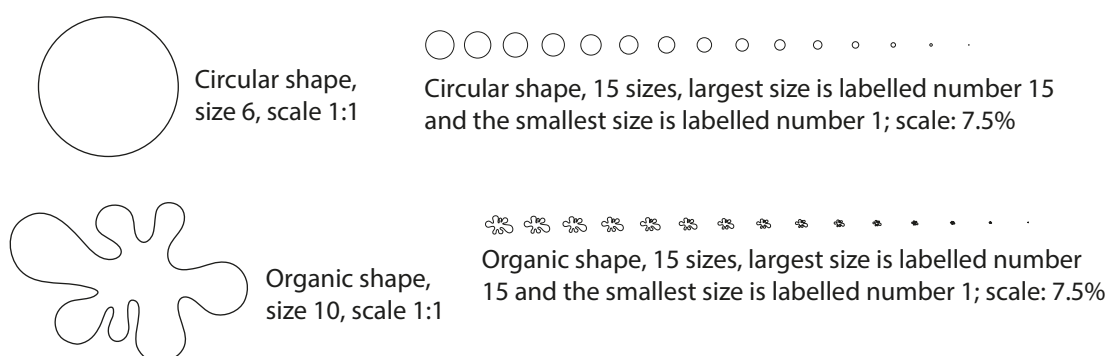 Circular shape,
size 6, scale 1:1
Circular shape, 15 sizes, largest size is labelled number 15
and the smallest size is labelled number 1; scale: 7.5%
Organic shape,
size 10, scale 1:1
Organic shape, 15 sizes, largest size is labelled number
15 and the smallest size is labelled number 1; scale: 7.5%